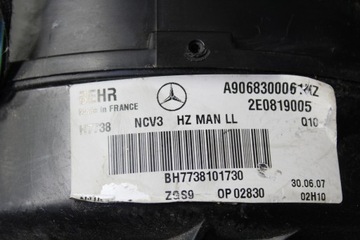 BEHR
Made in FRANCE
A9068300061KZ
2E0819005
H7738
NCV3 HZ MAN LL
Q10
BH7738101730
ZGS9 OP 02830
30.06.07
02H10